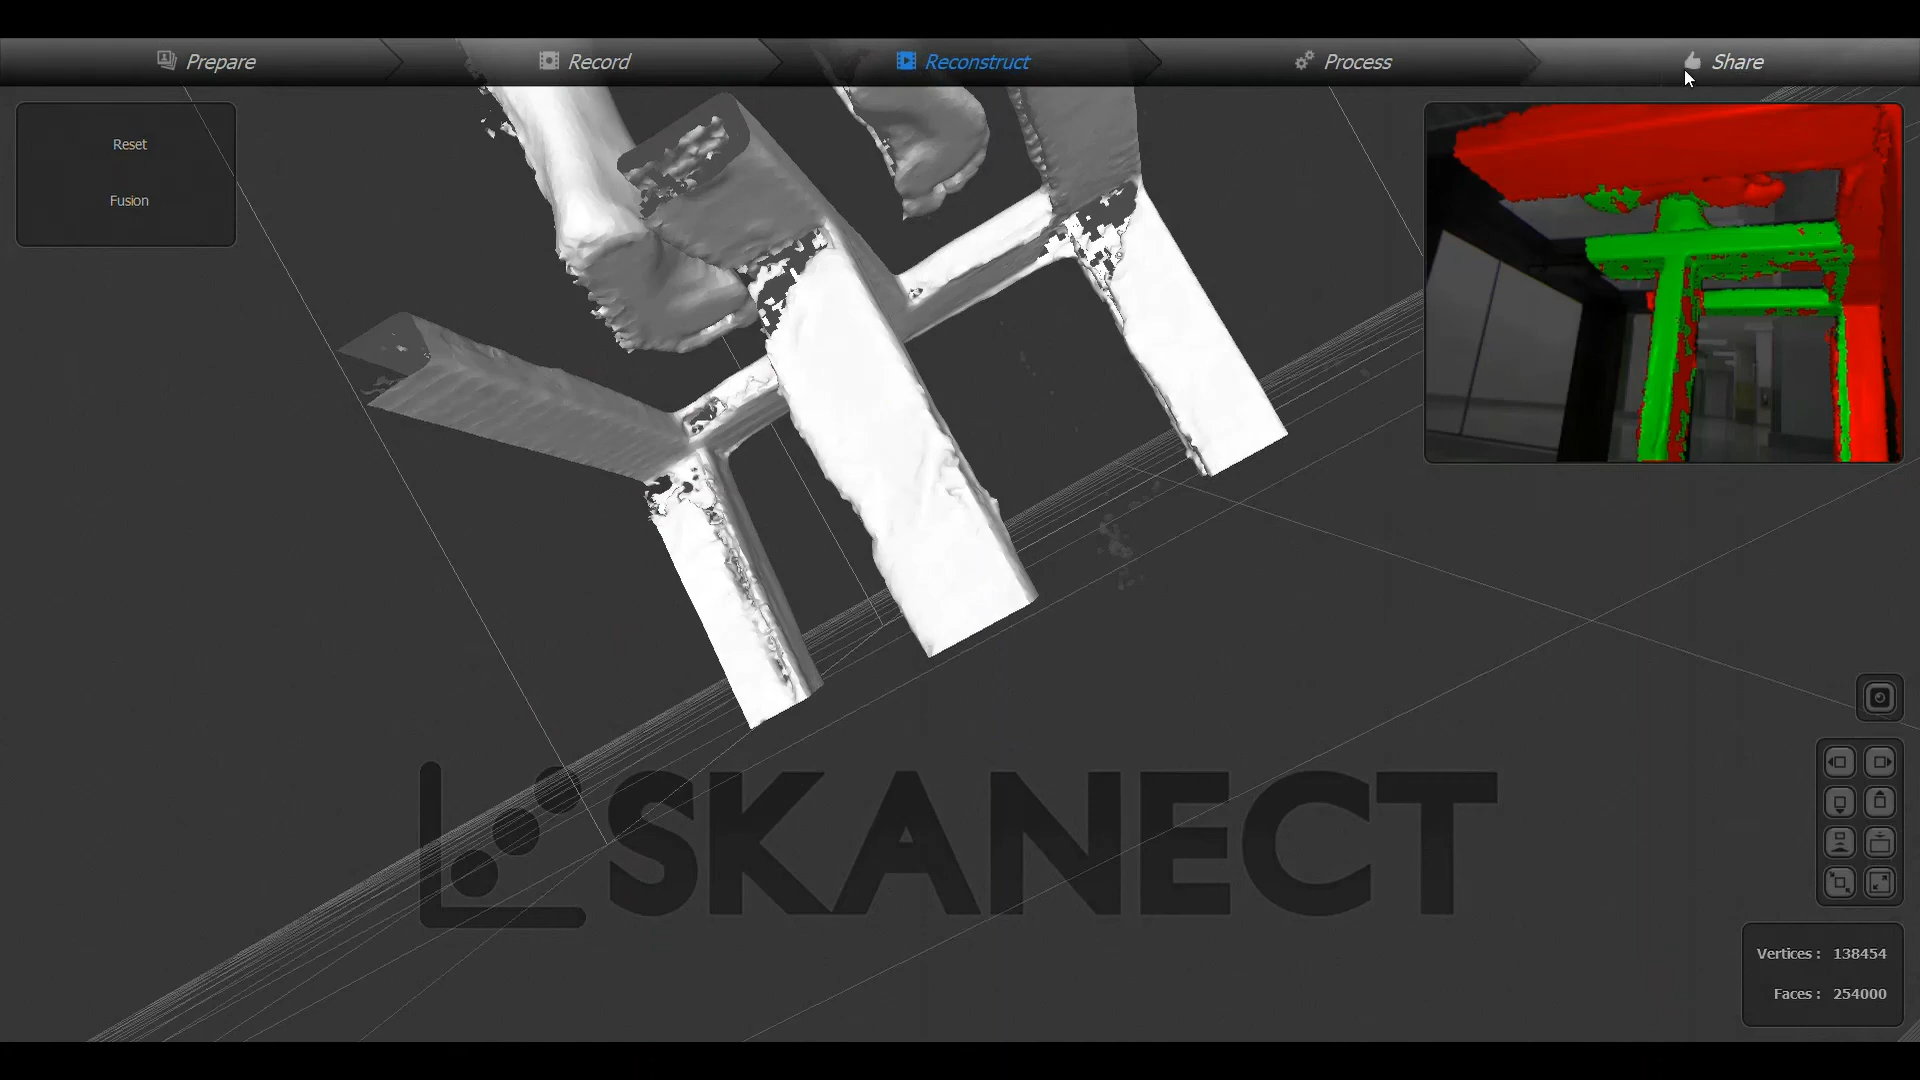 Prepare
Record
Reconstruct
Process
Share
Reset
Fusion
SKANECT
Vertices : 138454
Faces : 254000